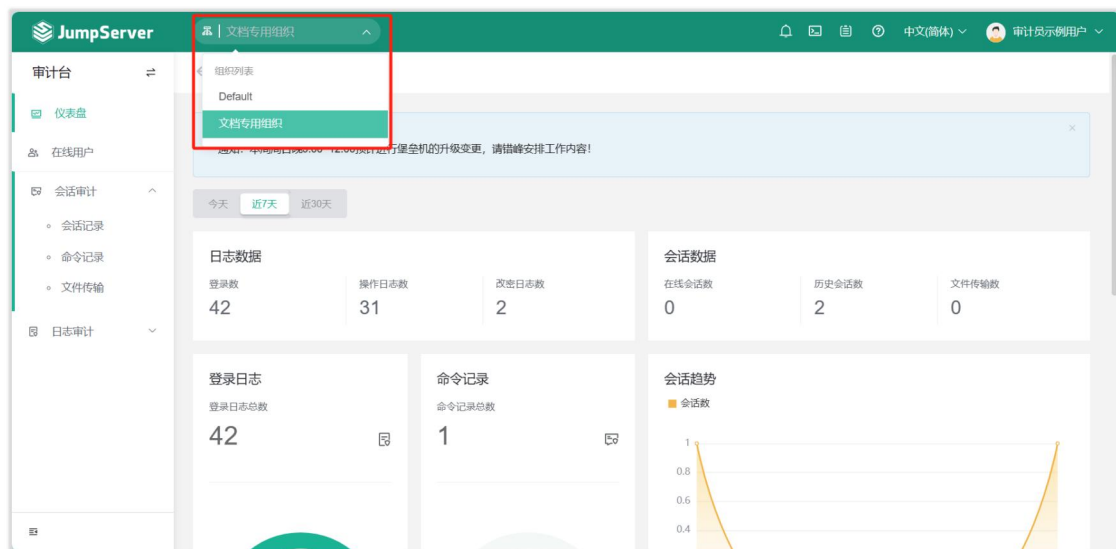 JumpServer
文档专用组织
中文(简体)
审计员示例用户
审计台
组织列表
Default
文档专用组织
仪表盘
在线用户
会话审计
会话记录
命令记录
文件传输
日志审计
行堡垒机的升级变更，请错峰安排工作内容！
今天 近7天 近30天
日志数据
登录数 操作日志数 改密日志数
42 31 2
会话数据
在线会话数 历史会话数 文件传输数
0 2 0
登录日志
登录日志总数
42
命令记录
命令记录总数
1
会话趋势
会话数
1
0.8
0.6
0.4